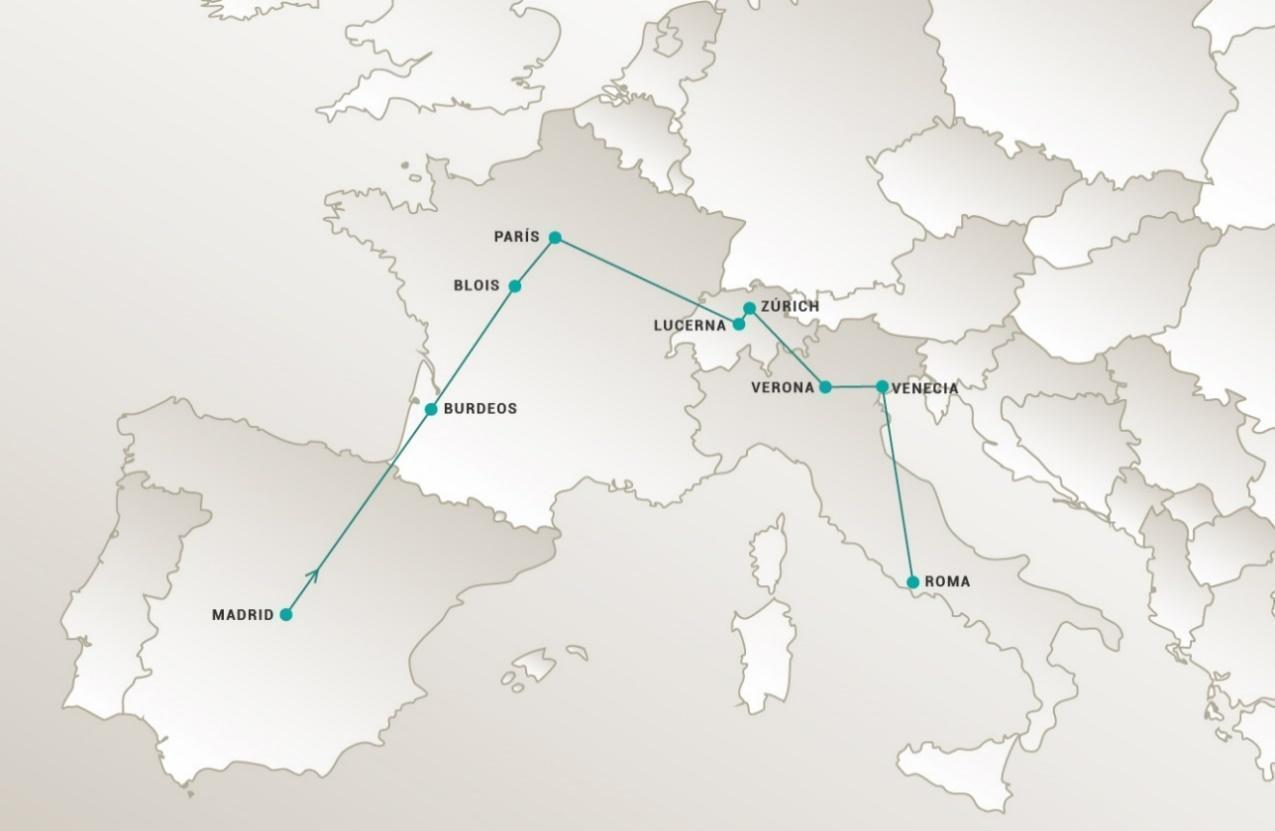 PARÍS
BLOIS
ZÚRICH
LUCERNA
VERONA
VENECIA
BURDEOS
ROMA
MADRID